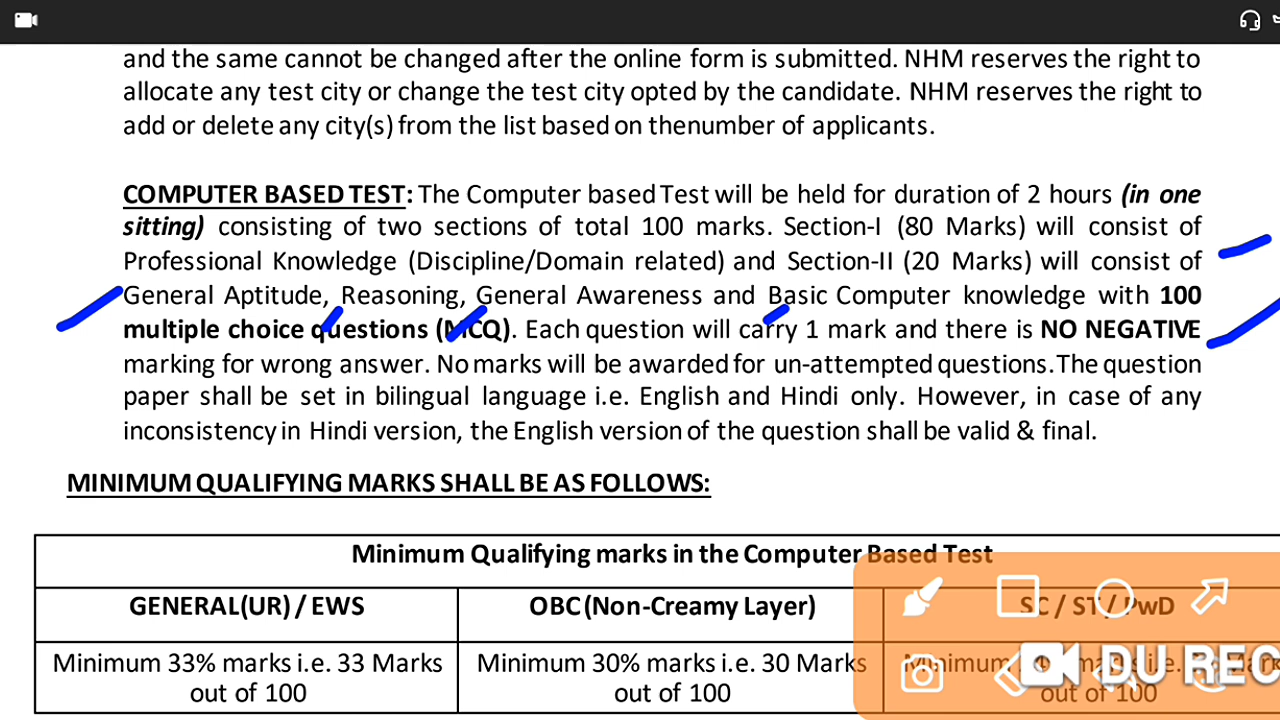 and the same cannot be changed after the online form is submitted. NHM reserves the right to
allocate any test city or change the test city opted by the candidate. NHM reserves the right to
add or delete any city(s) from the list based on thenumber of applicants.
COMPUTER BASED TEST: The Computer based Test will be held for duration of 2 hours (in one
sitting) consisting of two sections of total 100 marks. Section-I (80 Marks) will consist of
Professional Knowledge (Discipline/Domain related) and Section-II (20 Marks) will consist of
General Aptitude, Reasoning, General Awareness and Basic Computer knowledge with 100
multiple choice questions (MCQ). Each question will carry 1 mark and there is NO NEGATIVE
marking for wrong answer. No marks will be awarded for un-attempted questions. The question
paper shall be set in bilingual language i.e. English and Hindi only. However, in case of any
inconsistency in Hindi version, the English version of the question shall be valid & final.
MINIMUM QUALIFYING MARKS SHALL BE AS FOLLOWS:
Minimum Qualifying marks in the Computer Based Test
GENERAL(UR) / EWS OBC (Non-Creamy Layer) SC / ST / PwD
Minimum 33% marks i.e. 33 Marks Minimum 30% marks i.e. 30 Marks Minimum
out of 100 out of 100 out of 100
DU REC